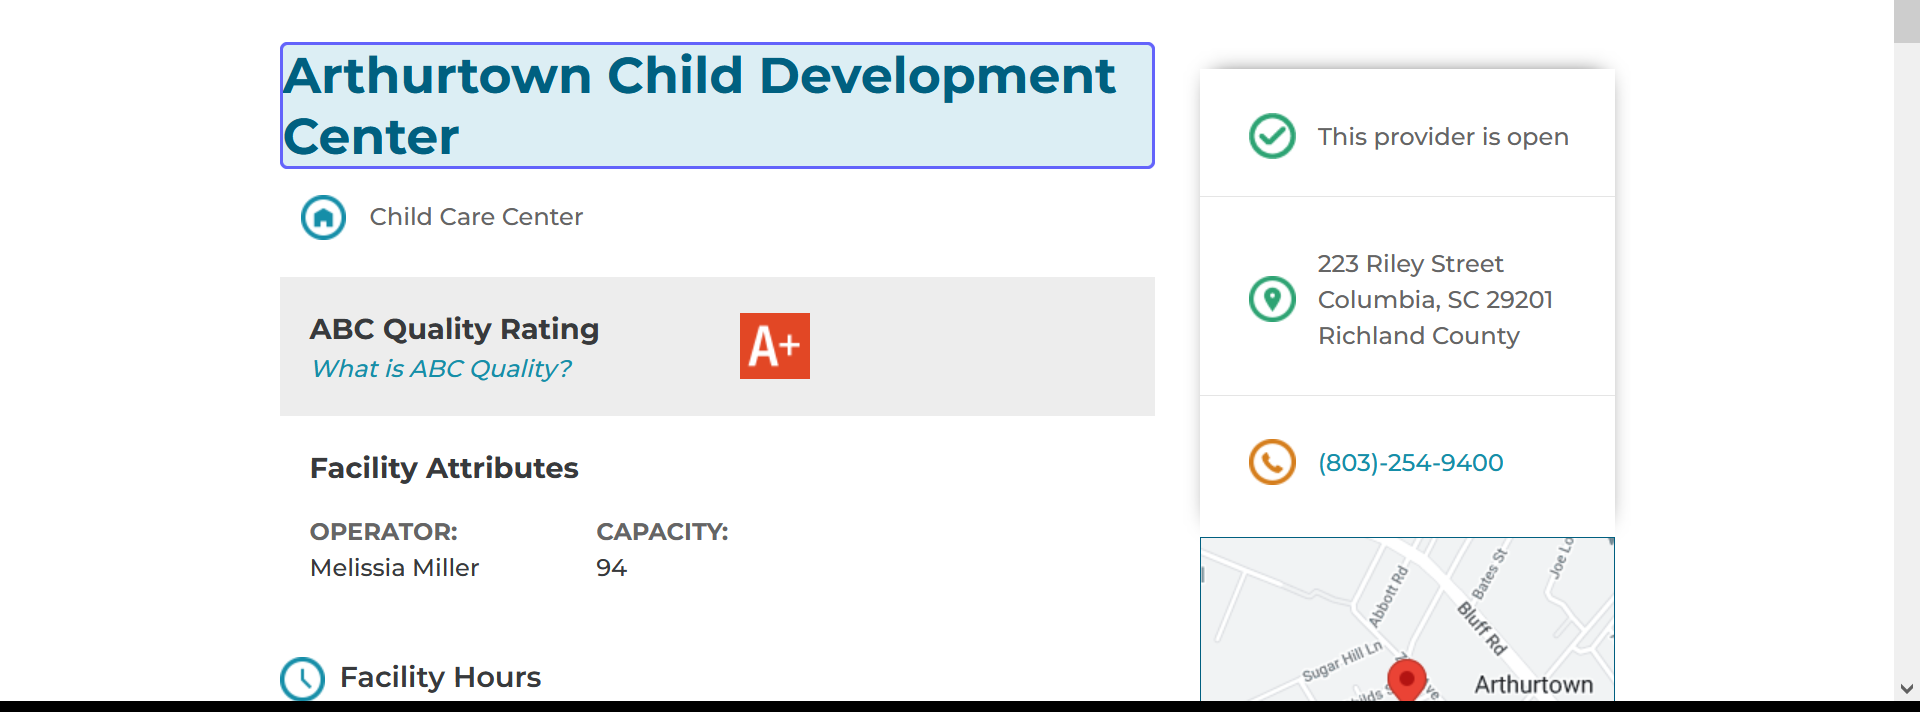 Arthurtown Child Development
Center
Child Care Center
ABC Quality Rating
What is ABC Quality?
A+
Facility Attributes
OPERATOR:
Melissia Miller
CAPACITY:
94
Facility Hours
This provider is open
223 Riley Street
Columbia, SC 29201
Richland County
(803)-254-9400
Abbott Rd
Bates St
Joe Lo
Bluff Rd
Sugar Hill Ln
Arthurtown